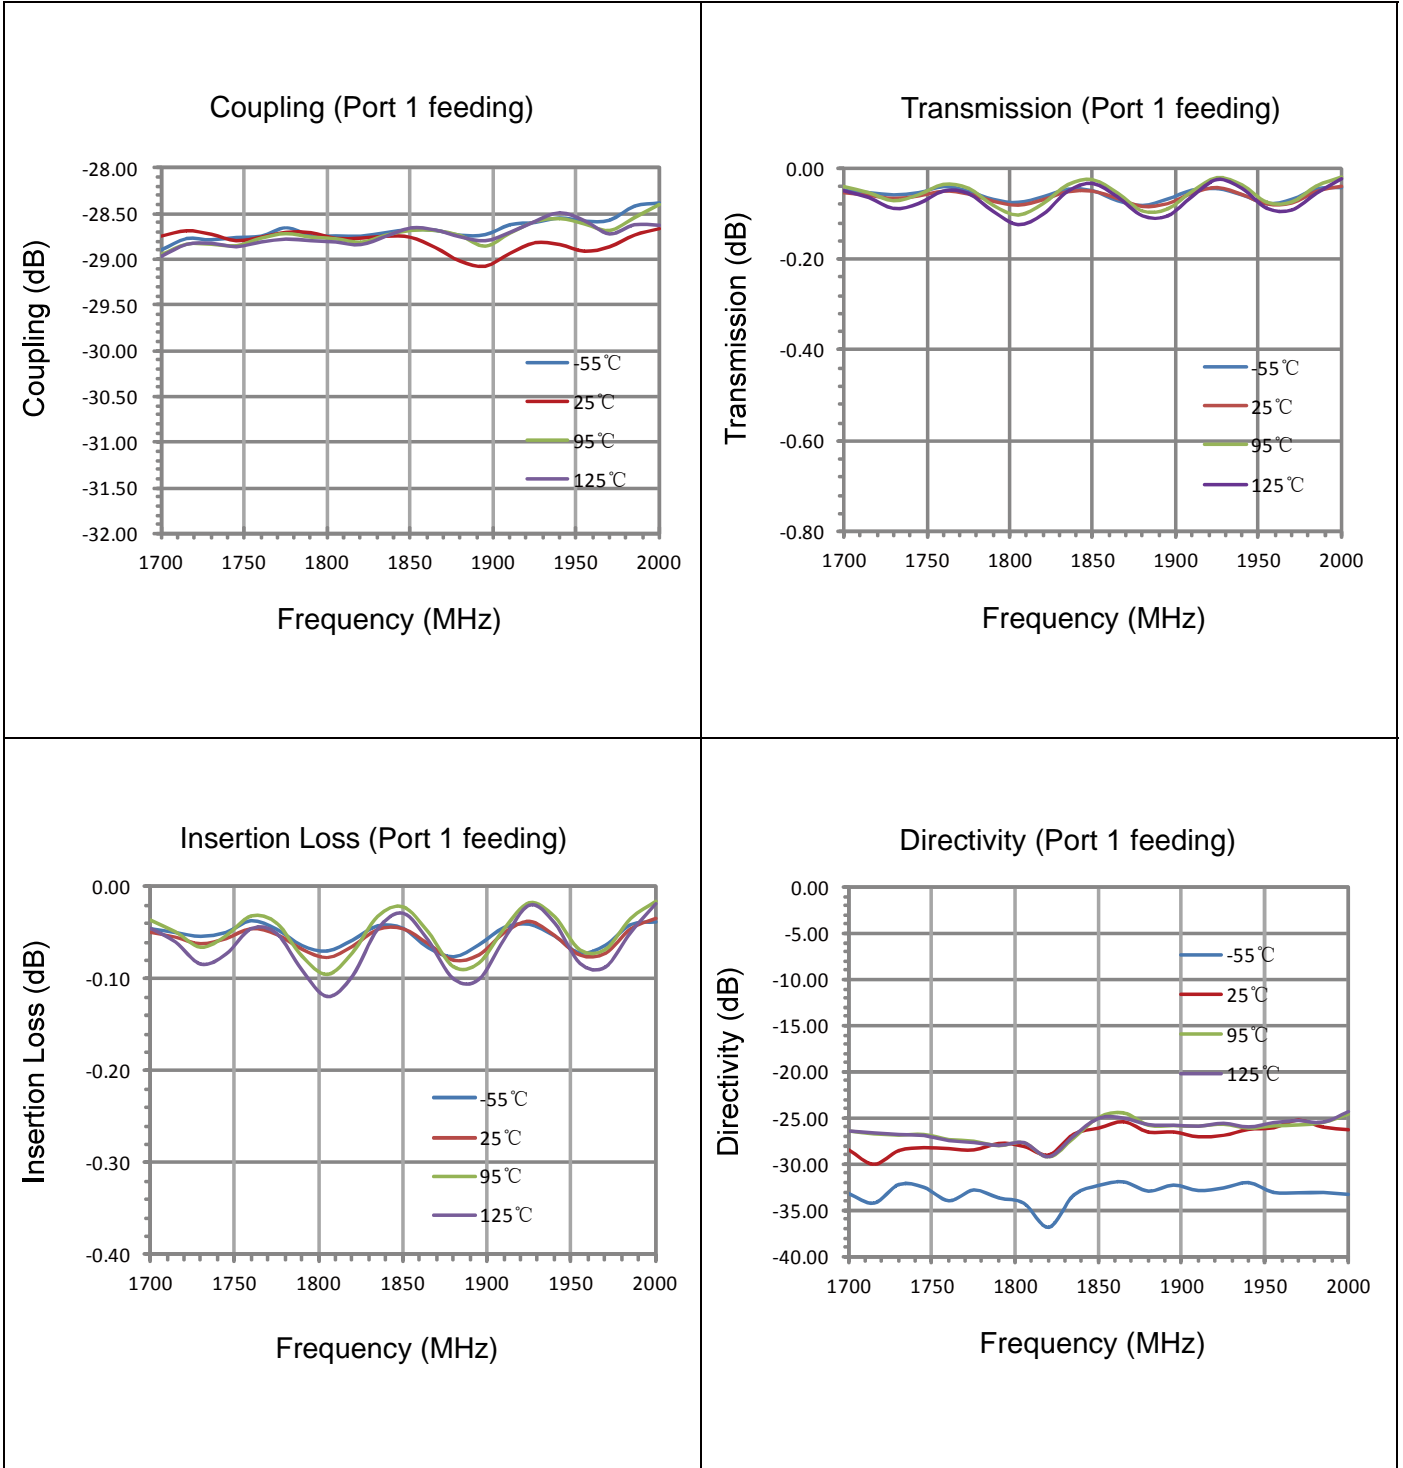 Coupling (Port 1 feeding)
-28.00
-28.50
-29.00
-29.50
-30.00
-30.50
-31.00
-31.50
-32.00
Coupling (dB)
-55℃
25℃
95℃
125℃
1700 1750 1800 1850 1900 1950 2000
Frequency (MHz)
Transmission (Port 1 feeding)
0.00
-0.20
-0.40
-0.60
-0.80
Transmission (dB)
-55℃
25℃
95℃
125℃
1700 1750 1800 1850 1900 1950 2000
Frequency (MHz)
Insertion Loss (Port 1 feeding)
0.00
-0.10
-0.20
-0.30
-0.40
Insertion Loss (dB)
-55℃
25℃
95℃
125℃
1700 1750 1800 1850 1900 1950 2000
Frequency (MHz)
Directivity (Port 1 feeding)
0.00
-5.00
-10.00
-15.00
-20.00
-25.00
-30.00
-35.00
-40.00
Directivity (dB)
-55℃
25℃
95℃
125℃
1700 1750 1800 1850 1900 1950 2000
Frequency (MHz)